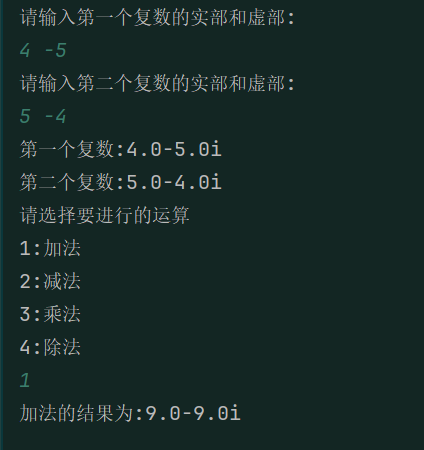 请输入第一个复数的实部和虚部:
4 -5
请输入第二个复数的实部和虚部:
5 -4
第一个复数:4.0-5.0i
第二个复数:5.0-4.0i
请选择要进行的运算
1:加法
2:减法
3:乘法
4:除法
1
加法的结果为:9.0-9.0i